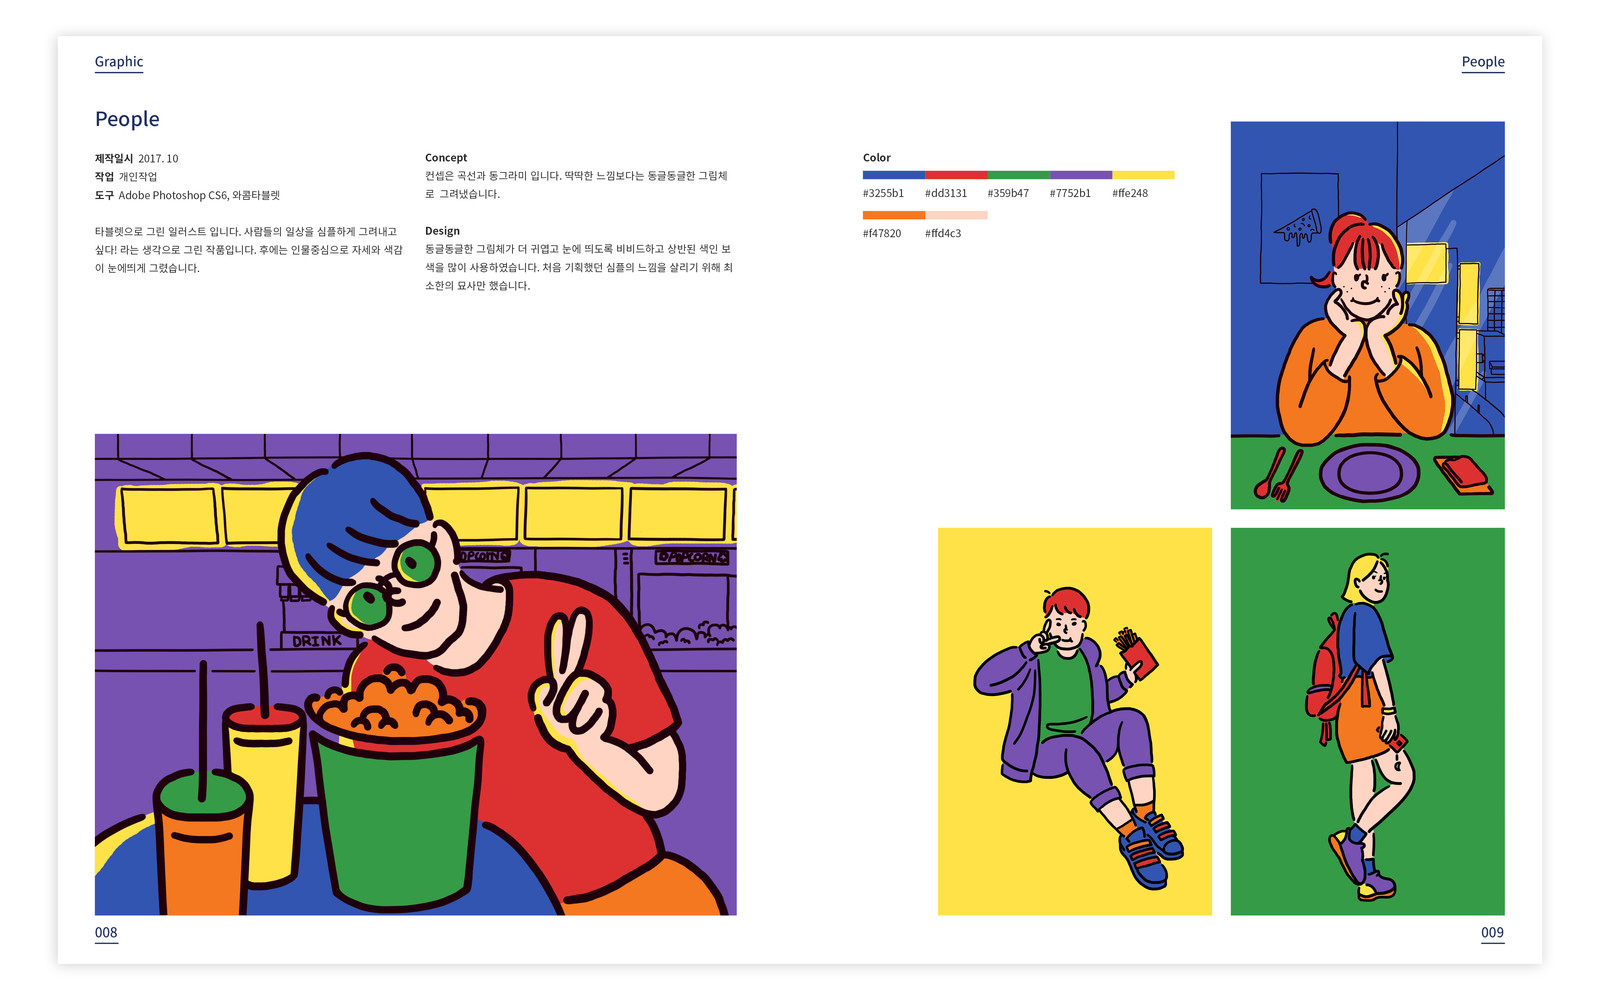 Graphic
People
People
제작일시 2017. 10
작업 개인작업
도구 Adobe Photoshop CS6, 와콤타블렛
타블렛으로 그린 일러스트 입니다. 사람들의 일상을 심플하게 그려내고
싶다! 라는 생각으로 그린 작품입니다. 후에는 인물중심으로 자세와 색감
이 눈에띄게 그렸습니다.
Concept
컨셉은 곡선과 동그라미 입니다. 딱딱한 느낌보다는 동글동글한 그림체
로 그려냈습니다.
Design
동글동글한 그림체가 더 귀엽고 눈에 띄도록 비비드하고 상반된 색인 보
색을 많이 사용하였습니다. 처음 기획했던 심플의 느낌을 살리기 위해 최
소한의 묘사만 했습니다.
Color
#3255b1 #dd3131 #359b47 #7752b1 #ffe248
#f47820 #ffd4c3
POPCORN
POPCORN
DRINK
008
009